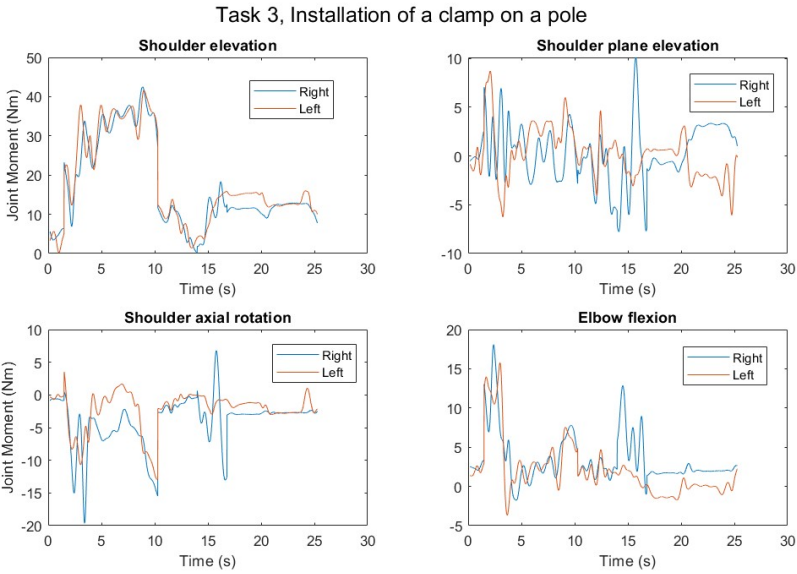 Task 3, Installation of a clamp on a pole
Shoulder elevation
50
40
30
20
10
0
Joint Moment (Nm)
Right
Left
0 5 10 15 20 25 30
Time (s)
Shoulder plane elevation
10
5
0
-5
-10
Right
Left
0 5 10 15 20 25 30
Time (s)
Shoulder axial rotation
10
5
0
-5
-10
-15
-20
Joint Moment (Nm)
Right
Left
0 5 10 15 20 25 30
Time (s)
Elbow flexion
20
15
10
5
0
-5
Right
Left
0 5 10 15 20 25 30
Time (s)